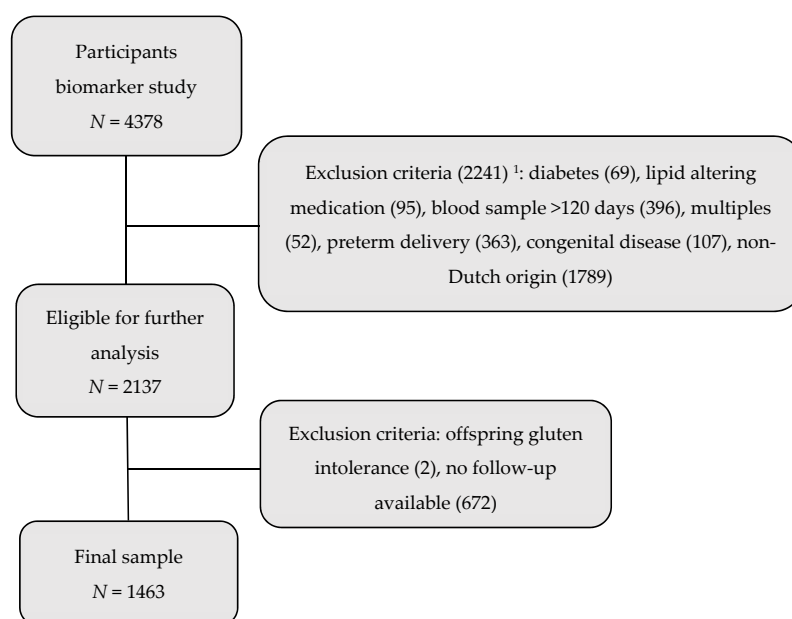 Participants
biomarker study
N = 4378
Exclusion criteria (2241) ¹: diabetes (69), lipid altering
medication (95), blood sample >120 days (396), multiples
(52), preterm delivery (363), congenital disease (107), non-
Dutch origin (1789)
Eligible for further
analysis
N = 2137
Exclusion criteria: offspring gluten
intolerance (2), no follow-up
available (672)
Final sample
N = 1463